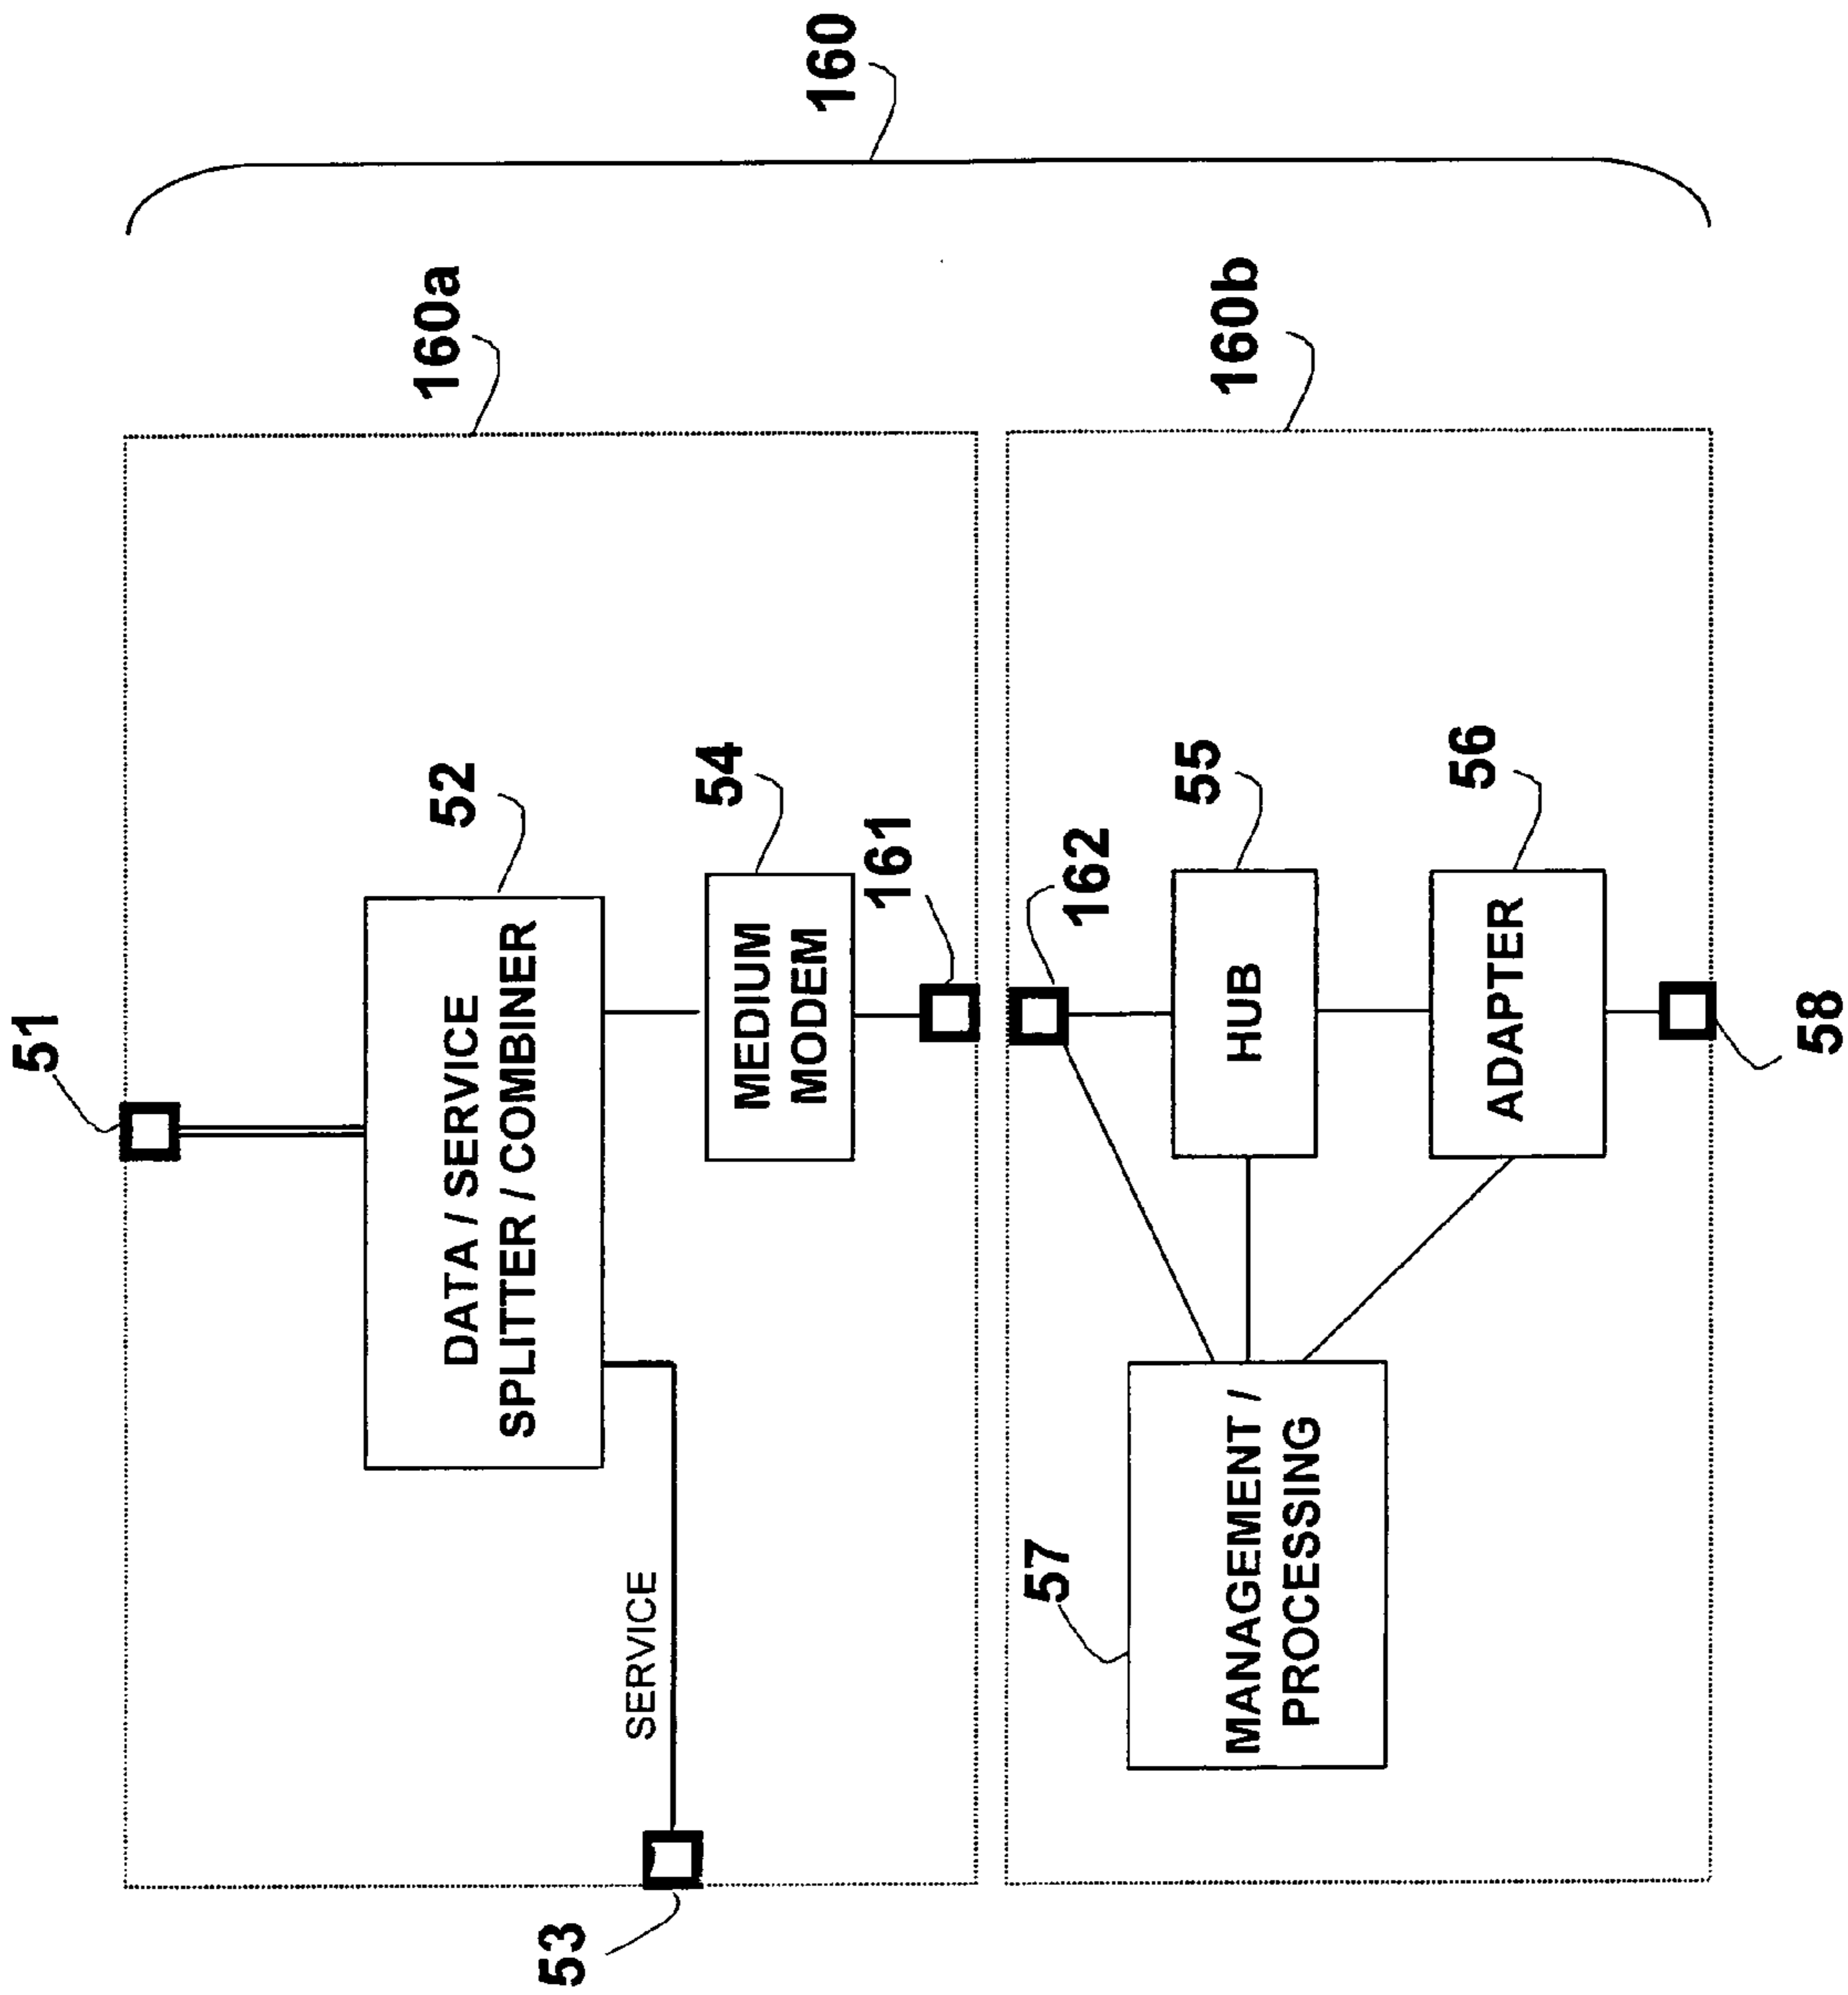 160
160a
160b
51
52
DATA / SERVICE
SPLITTER / COMBINER
54
MEDIUM
MODEM
161
SERVICE
53
162
55
HUB
56
ADAPTER
57
MANAGEMENT /
PROCESSING
58